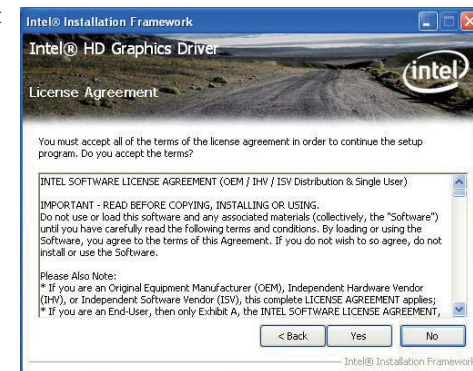 Intel® Installation Framework
Intel® HD Graphics Driver
intel
License Agreement
You must accept all of the terms of the license agreement in order to continue the setup
program. Do you accept the terms?
INTEL SOFTWARE LICENSE AGREEMENT (OEM / IHV / ISV Distribution & Single User)
IMPORTANT - READ BEFORE COPYING, INSTALLING OR USING.
Do not use or load this software and any associated materials (collectively, the "Software")
until you have carefully read the following terms and conditions. By loading or using the
Software, you agree to the terms of this Agreement. If you do not wish to so agree, do not
install or use the Software.
Please Also Note:
* If you are an Original Equipment Manufacturer (OEM), Independent Hardware Vendor
(IHV), or Independent Software Vendor (ISV), this complete LICENSE AGREEMENT applies;
* If you are an End-User, then only Exhibit A, the INTEL SOFTWARE LICENSE AGREEMENT,
< Back Yes No
Intel® Installation Framework